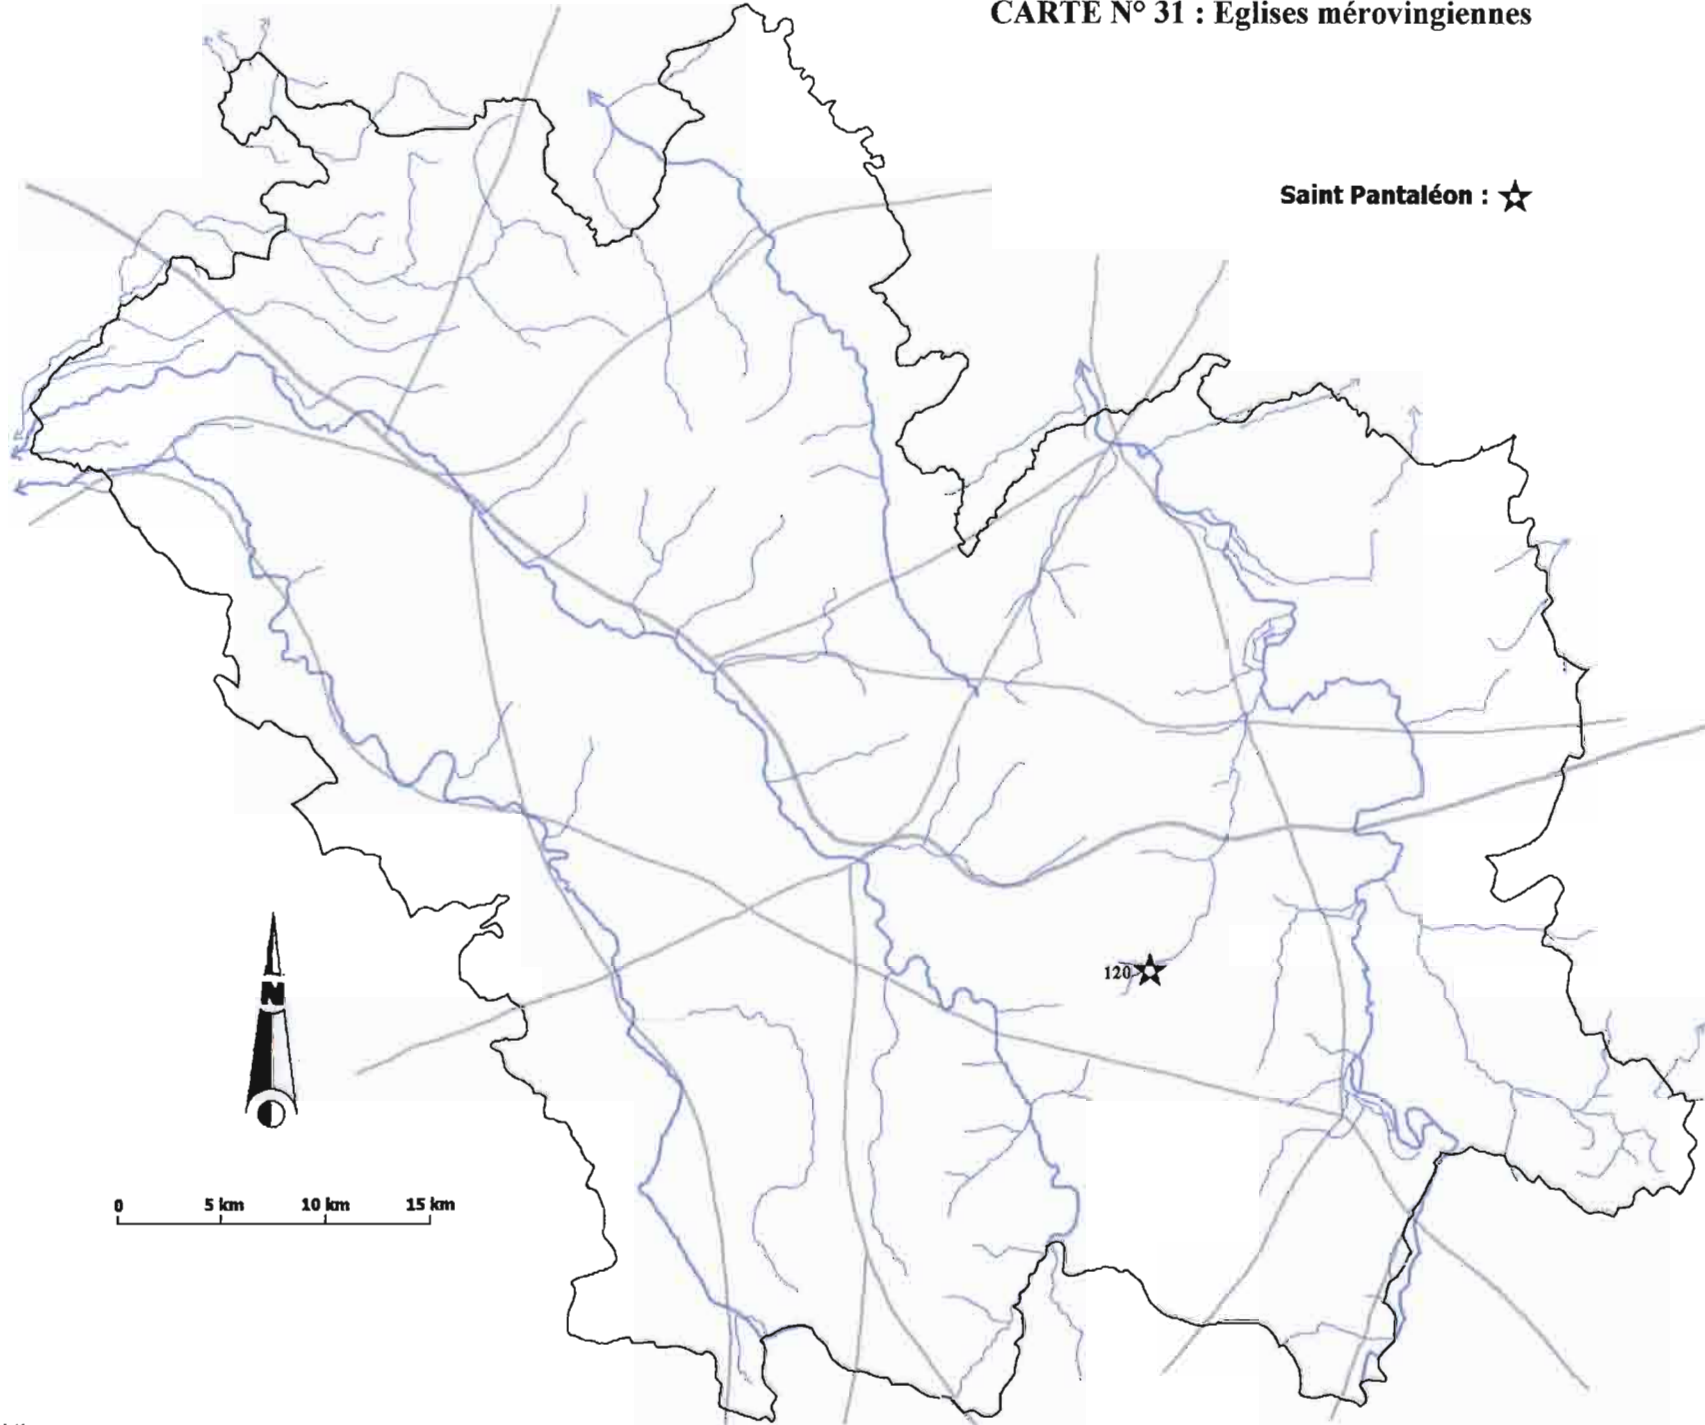 CARTE N° 31 : Eglises mérovingiennes
Saint Pantaléon :
120
N
0 5 km 10 km 15 km